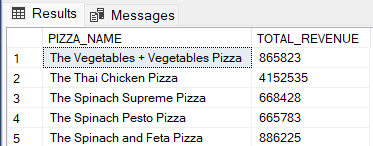 Results Messages
PIZZA_NAME TOTAL_REVENUE
1 The Vegetables + Vegetables Pizza 865823
2 The Thai Chicken Pizza 4152535
3 The Spinach Supreme Pizza 668428
4 The Spinach Pesto Pizza 665783
5 The Spinach and Feta Pizza 886225